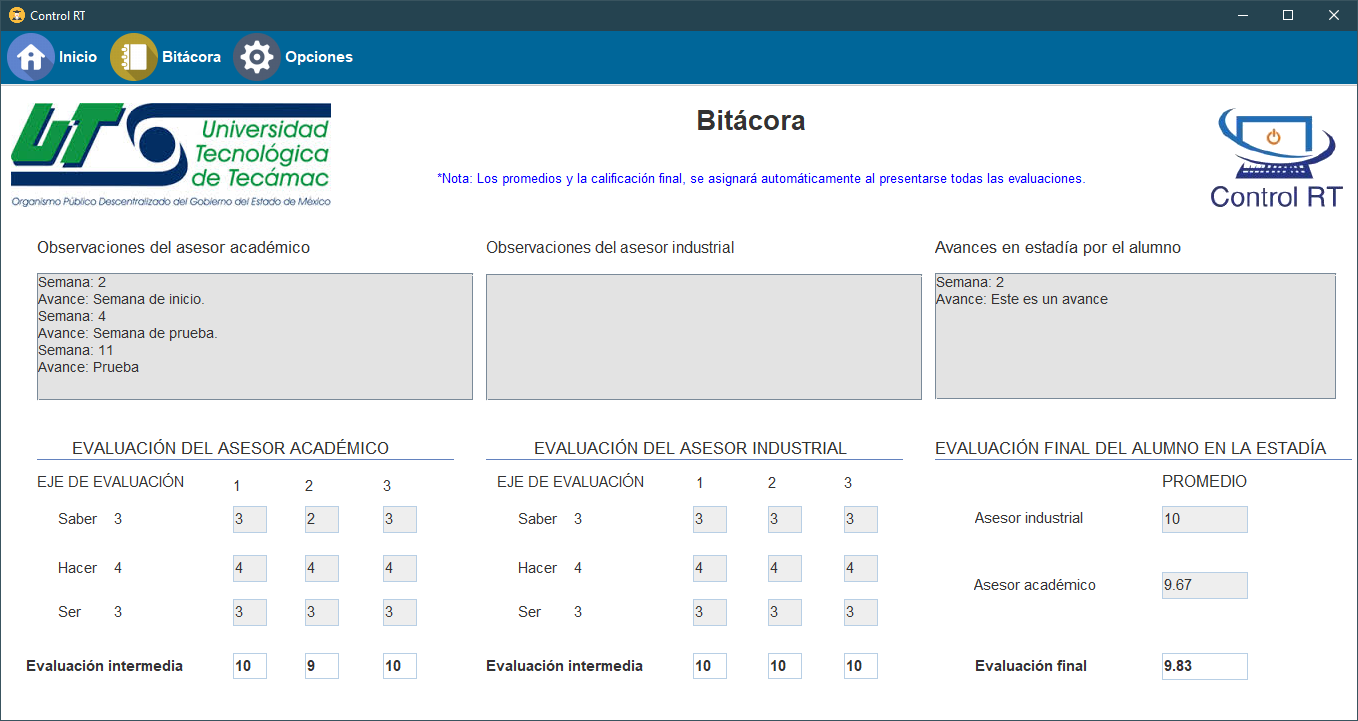 Control RT
Inicio Bitácora Opciones
UT Universidad
Tecnológica
de Tecámac
Organismo Público Descentralizado del Gobierno del Estado de México
Bitácora
*Nota: Los promedios y la calificación final, se asignará automáticamente al presentarse todas las evaluaciones.
Control RT
Observaciones del asesor académico
Semana: 2
Avance: Semana de inicio.
Semana: 4
Avance: Semana de prueba.
Semana: 11
Avance: Prueba
Observaciones del asesor industrial
Avances en estadía por el alumno
Semana: 2
Avance: Este es un avance
EVALUACIÓN DEL ASESOR ACADÉMICO
EJE DE EVALUACIÓN 1 2 3
Saber 3 3 2 3
Hacer 4 4 4 4
Ser 3 3 3 3
Evaluación intermedia 10 9 10
EVALUACIÓN DEL ASESOR INDUSTRIAL
EJE DE EVALUACIÓN 1 2 3
Saber 3 3 3 3
Hacer 4 4 4 4
Ser 3 3 3 3
Evaluación intermedia 10 10 10
EVALUACIÓN FINAL DEL ALUMNO EN LA ESTADÍA
PROMEDIO
Asesor industrial 10
Asesor académico 9.67
Evaluación final 9.83